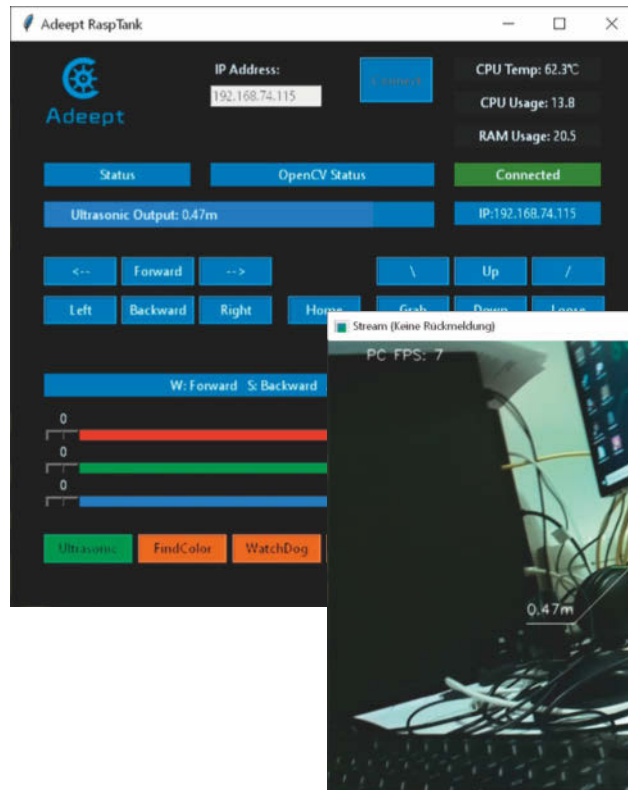 Adeept RaspTank
Adeept
IP Address:
192.168.74.115
Connect
CPU Temp: 62.3℃
CPU Usage: 13.8
RAM Usage: 20.5
Status
OpenCV Status
Connected
Ultrasonic Output: 0.47m
IP:192.168.74.115
<-- Forward --> \ Up /
Left Backward Right Home Grab Down Loose
Stream (Keine Rückmeldung)
PC FPS: 7
W: Forward S: Backward
0
0
0
Ultrasonic FindColor WatchDog
0.47m